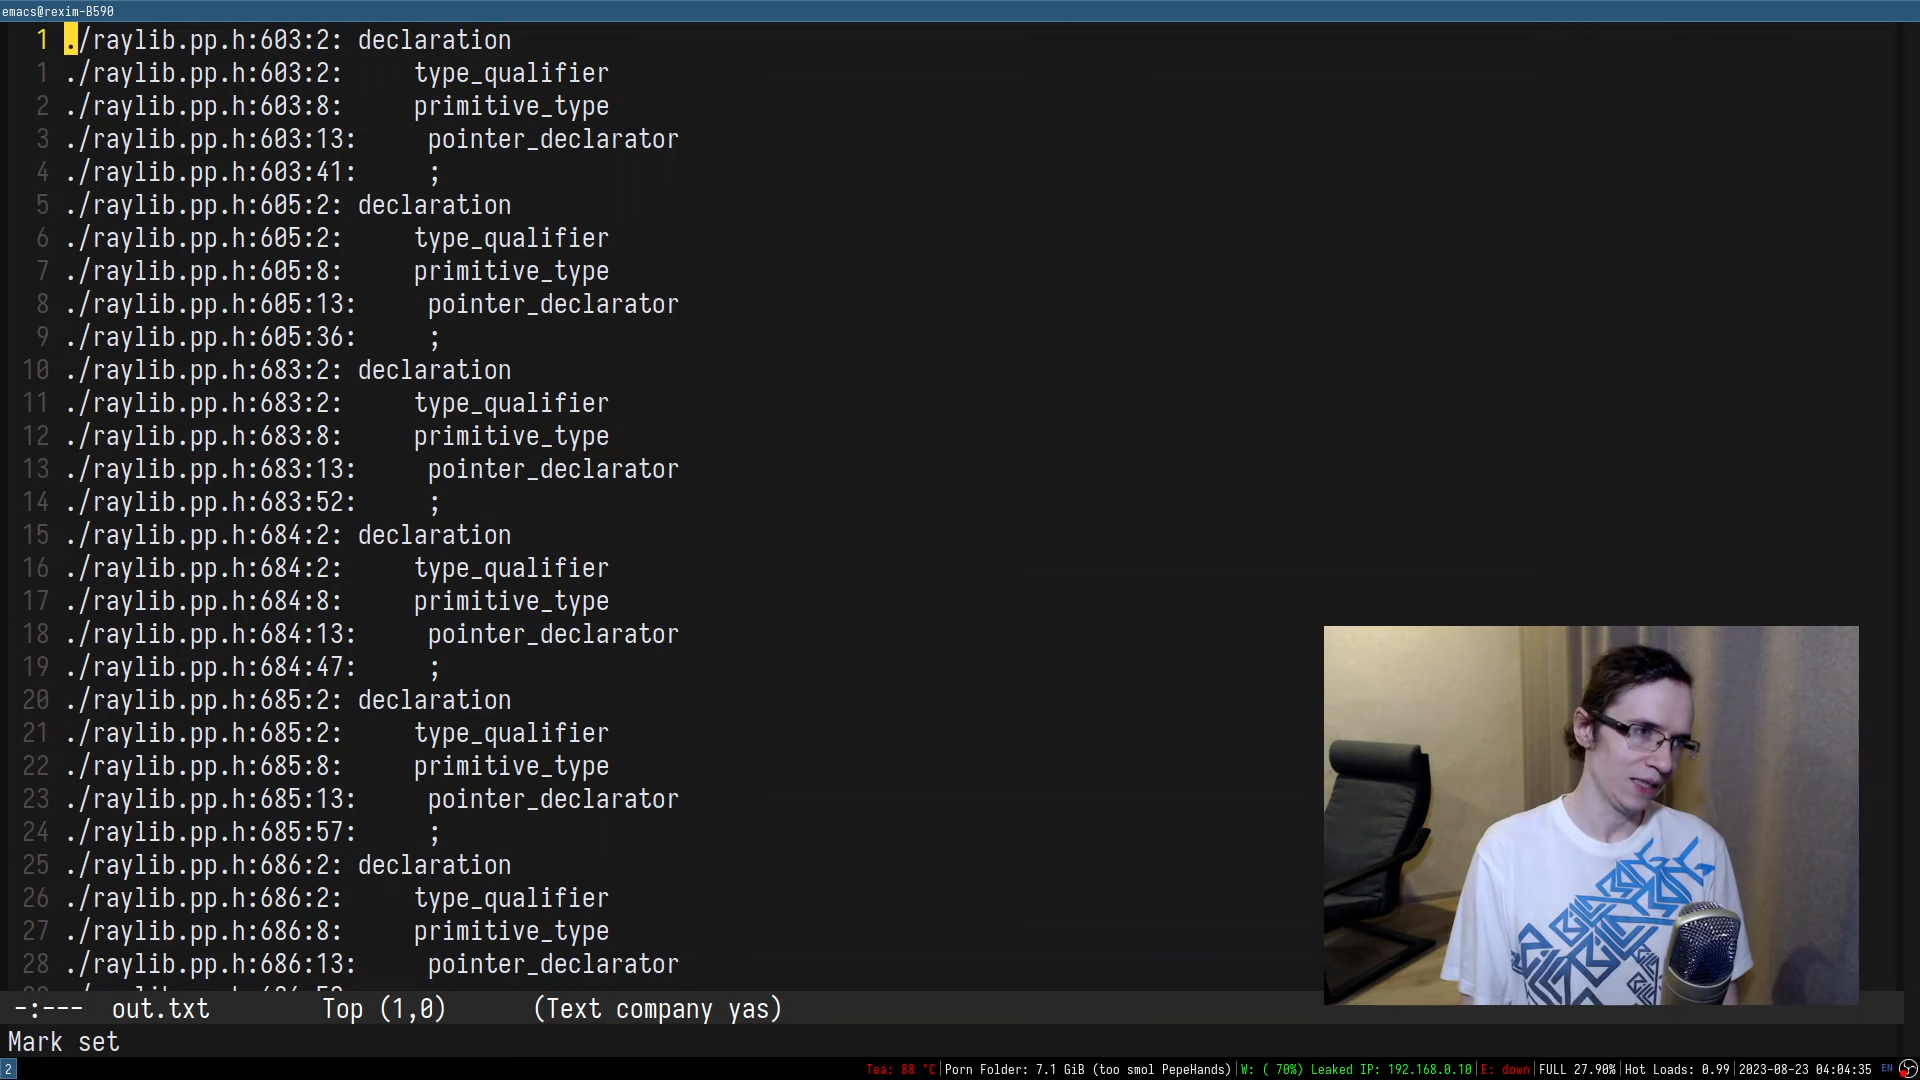 emacs@rexim-B590
1 ./raylib.pp.h:603:2: declaration
1 ./raylib.pp.h:603:2:     type_qualifier
2 ./raylib.pp.h:603:8:     primitive_type
3 ./raylib.pp.h:603:13:     pointer_declarator
4 ./raylib.pp.h:603:41:     ;
5 ./raylib.pp.h:605:2: declaration
6 ./raylib.pp.h:605:2:     type_qualifier
7 ./raylib.pp.h:605:8:     primitive_type
8 ./raylib.pp.h:605:13:     pointer_declarator
9 ./raylib.pp.h:605:36:     ;
10 ./raylib.pp.h:683:2: declaration
11 ./raylib.pp.h:683:2:     type_qualifier
12 ./raylib.pp.h:683:8:     primitive_type
13 ./raylib.pp.h:683:13:     pointer_declarator
14 ./raylib.pp.h:683:52:     ;
15 ./raylib.pp.h:684:2: declaration
16 ./raylib.pp.h:684:2:     type_qualifier
17 ./raylib.pp.h:684:8:     primitive_type
18 ./raylib.pp.h:684:13:     pointer_declarator
19 ./raylib.pp.h:684:47:     ;
20 ./raylib.pp.h:685:2: declaration
21 ./raylib.pp.h:685:2:     type_qualifier
22 ./raylib.pp.h:685:8:     primitive_type
23 ./raylib.pp.h:685:13:     pointer_declarator
24 ./raylib.pp.h:685:57:     ;
25 ./raylib.pp.h:686:2: declaration
26 ./raylib.pp.h:686:2:     type_qualifier
27 ./raylib.pp.h:686:8:     primitive_type
28 ./raylib.pp.h:686:13:     pointer_declarator
-:---  out.txt        Top (1,0)      (Text company yas)
Mark set
2 Tea: 88 °C|Porn Folder: 7.1 GiB (too smol PepeHands)|W: ( 70%) Leaked IP: 192.168.0.10|E: down|FULL 27.90%|Hot Loads: 0.99|2023-08-23 04:04:35 EN